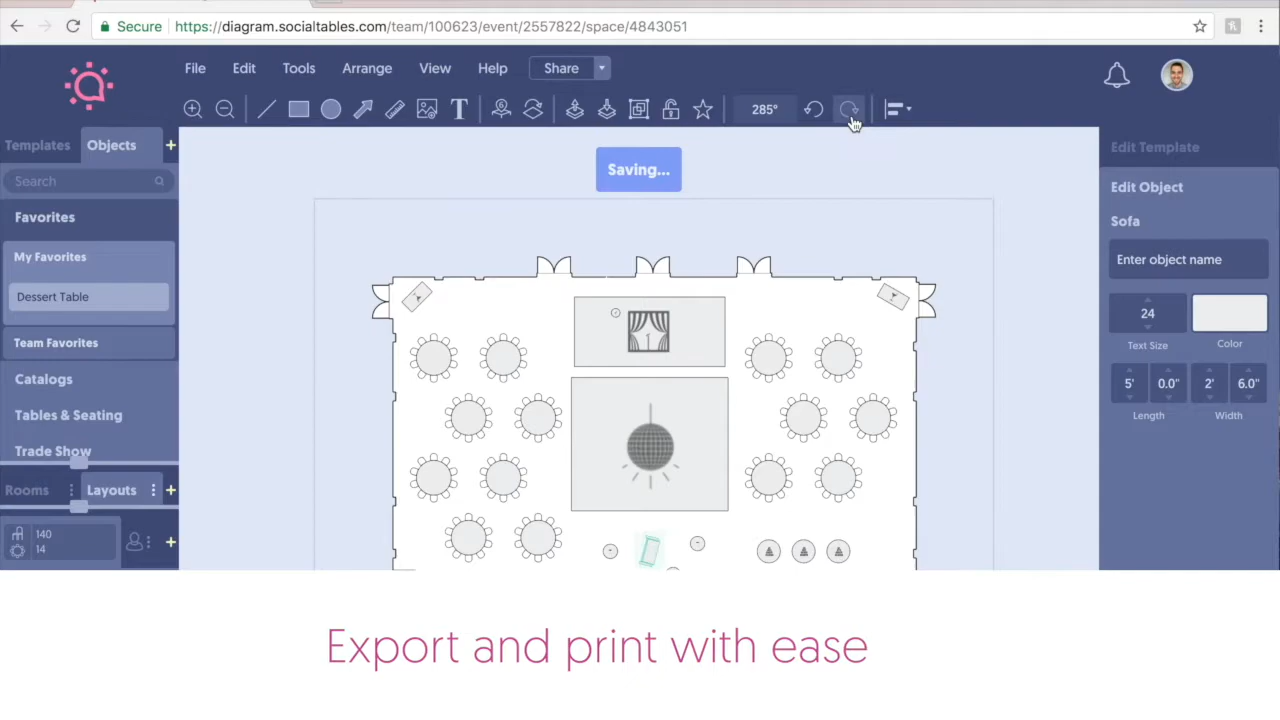 Secure https://diagram.socialtables.com/team/100623/event/2557822/space/4843051
File Edit Tools Arrange View Help Share
6 T 285°
Templates Objects +
Saving...
Edit Template
Search
Edit Object
Favorites
Sofa
My Favorites
Enter object name
Dessert Table
24
Text Size Color
Team Favorites
Catalogs
5' 0.0" 2' 6.0"
Length Width
Tables & Seating
Trade Show
Rooms Layouts +
140
14
+
Export and print with ease